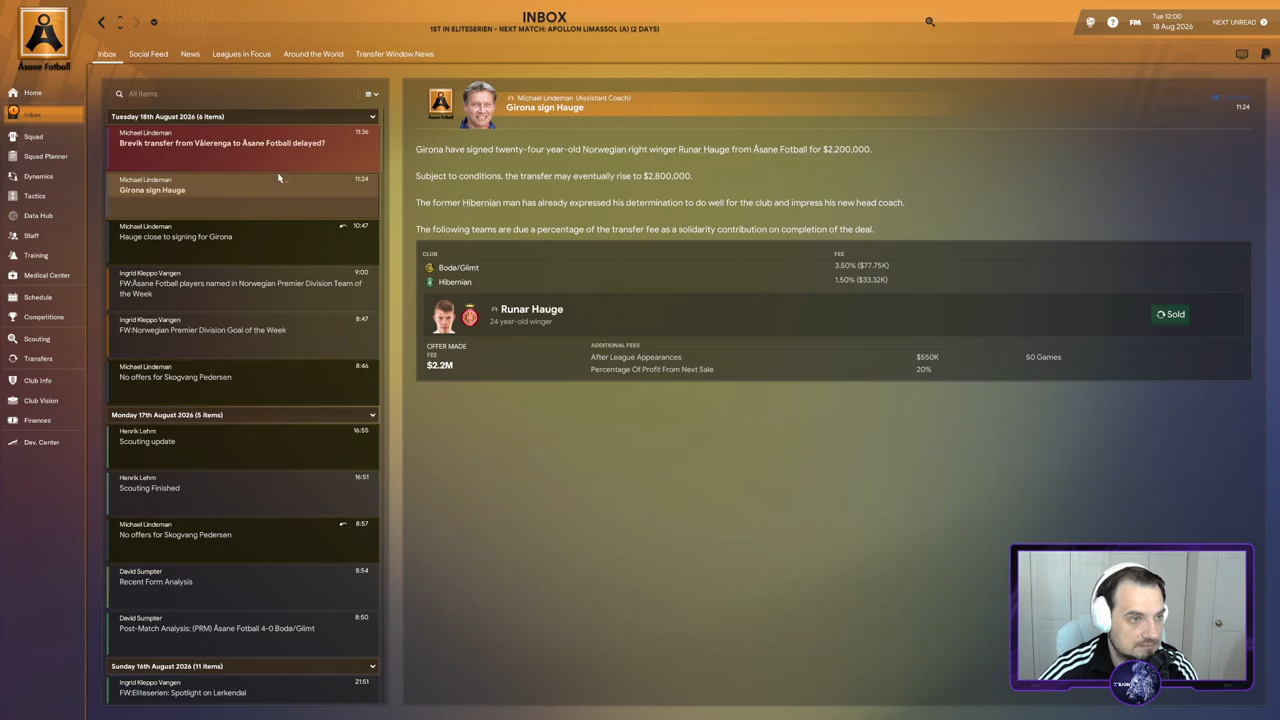 Åsane Fotball
INBOX
1ST IN ELITESERIEN - NEXT MATCH: APOLLON LIMASSOL (A) (2 DAYS)
FM
Tue 12:00
18 Aug 2026
NEXT UNREAD
Inbox
Social Feed
News
Leagues in Focus
Around the World
Transfer Window News
Home
Inbox
Squad
Squad Planner
Dynamics
Tactics
Data Hub
Staff
Training
Medical Center
Schedule
Competitions
Scouting
Transfers
Club Info
Club Vision
Finances
Dev. Center
All Items
Tuesday 18th August 2026 (6 items)
Michael Lindeman 11:36
Brevik transfer from Vålerenga to Åsane Fotball delayed?
Michael Lindeman 11:24
Girona sign Hauge
Michael Lindeman 10:47
Hauge close to signing for Girona
Ingrid Kleppo Vangen 9:00
FW:Åsane Fotball players named in Norwegian Premier Division Team of
the Week
Ingrid Kleppo Vangen 8:47
FW:Norwegian Premier Division Goal of the Week
Michael Lindeman 8:46
No offers for Skogvang Pedersen
Monday 17th August 2026 (5 items)
Henrik Lehm 16:55
Scouting update
Henrik Lehm 16:51
Scouting Finished
Michael Lindeman 8:57
No offers for Skogvang Pedersen
David Sumpter 8:54
Recent Form Analysis
David Sumpter 8:50
Post-Match Analysis: (PRM) Åsane Fotball 4-0 Bodø/Glimt
Sunday 16th August 2026 (11 items)
Ingrid Kleppo Vangen 21:51
FW:Eliteserien: Spotlight on Lerkendal
Michael Lindeman (Assistant Coach)
Girona sign Hauge
11:24
Girona have signed twenty-four year-old Norwegian right winger Runar Hauge from Åsane Fotball for $2,200,000.
Subject to conditions, the transfer may eventually rise to $2,800,000.
The former Hibernian man has already expressed his determination to do well for the club and impress his new head coach.
The following teams are due a percentage of the transfer fee as a solidarity contribution on completion of the deal.
CLUB FEE
Bodø/Glimt 3.50% ($77.75K)
Hibernian 1.50% ($33.32K)
Runar Hauge
24 year-old winger
Sold
OFFER MADE
FEE
$2.2M
ADDITIONAL FEES
After League Appearances $550K 50 Games
Percentage Of Profit From Next Sale 20%